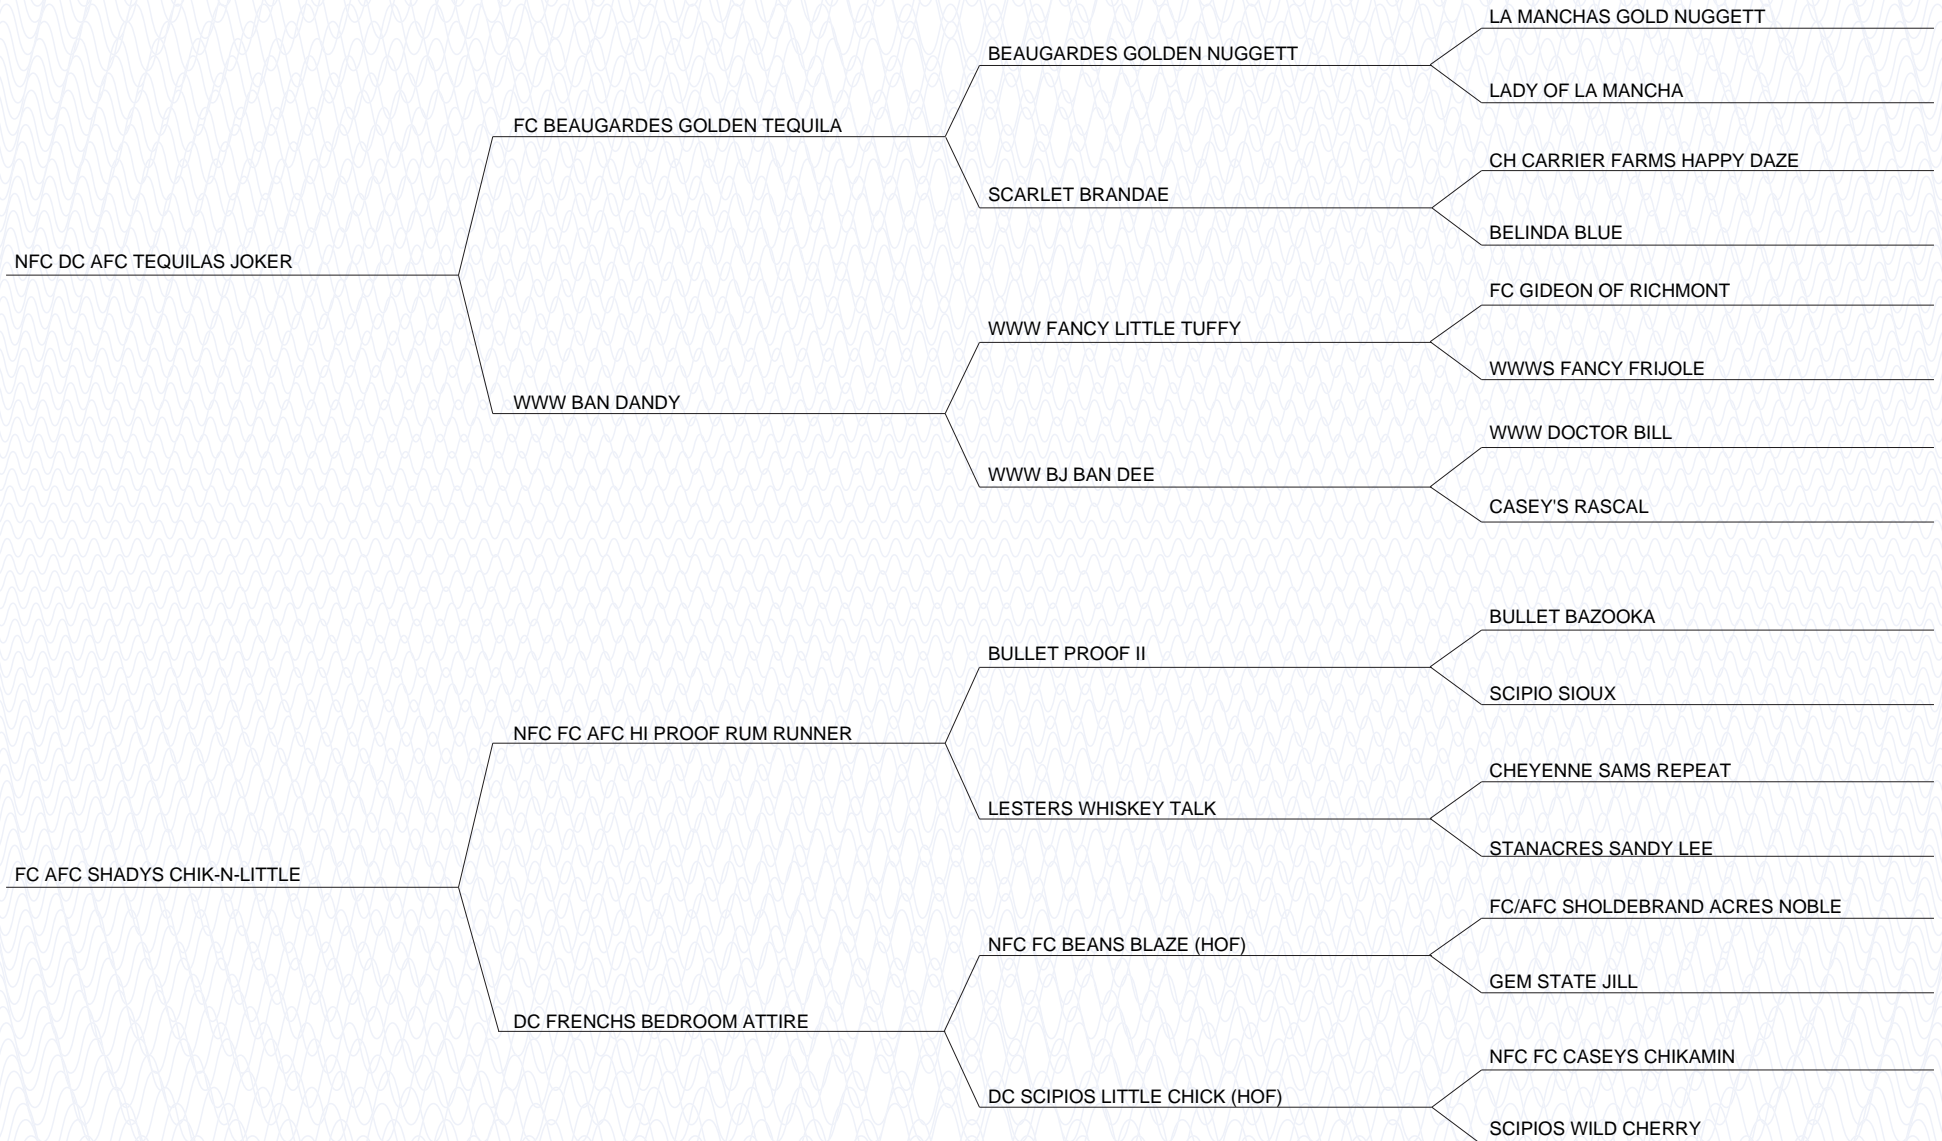 LA MANCHAS GOLD NUGGETT
BEAUGARDES GOLDEN NUGGETT
LADY OF LA MANCHA
FC BEAUGARDES GOLDEN TEQUILA
CH CARRIER FARMS HAPPY DAZE
SCARLET BRANDAE
BELINDA BLUE
NFC DC AFC TEQUILAS JOKER
FC GIDEON OF RICHMONT
WWW FANCY LITTLE TUFFY
WWWS FANCY FRIJOLE
WWW BAN DANDY
WWW DOCTOR BILL
WWW BJ BAN DEE
CASEY'S RASCAL
BULLET BAZOOKA
BULLET PROOF II
SCIPIO SIOUX
NFC FC AFC HI PROOF RUM RUNNER
CHEYENNE SAMS REPEAT
LESTERS WHISKEY TALK
STANACRES SANDY LEE
FC AFC SHADYS CHIK-N-LITTLE
FC/AFC SHOLDEBRAND ACRES NOBLE
NFC FC BEANS BLAZE (HOF)
GEM STATE JILL
DC FRENCHS BEDROOM ATTIRE
NFC FC CASEYS CHIKAMIN
DC SCIPIOS LITTLE CHICK (HOF)
SCIPIOS WILD CHERRY